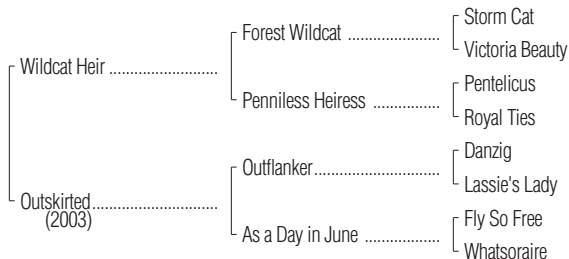 Storm Cat
Forest Wildcat ....................
Victoria Beauty
Wildcat Heir ........................
Pentelicus
Penniless Heiress ...............
Royal Ties
Danzig
Outflanker...........................
Lassie's Lady
Outskirted............................
(2003)
Fly So Free
As a Day in June .................
Whatsoraire